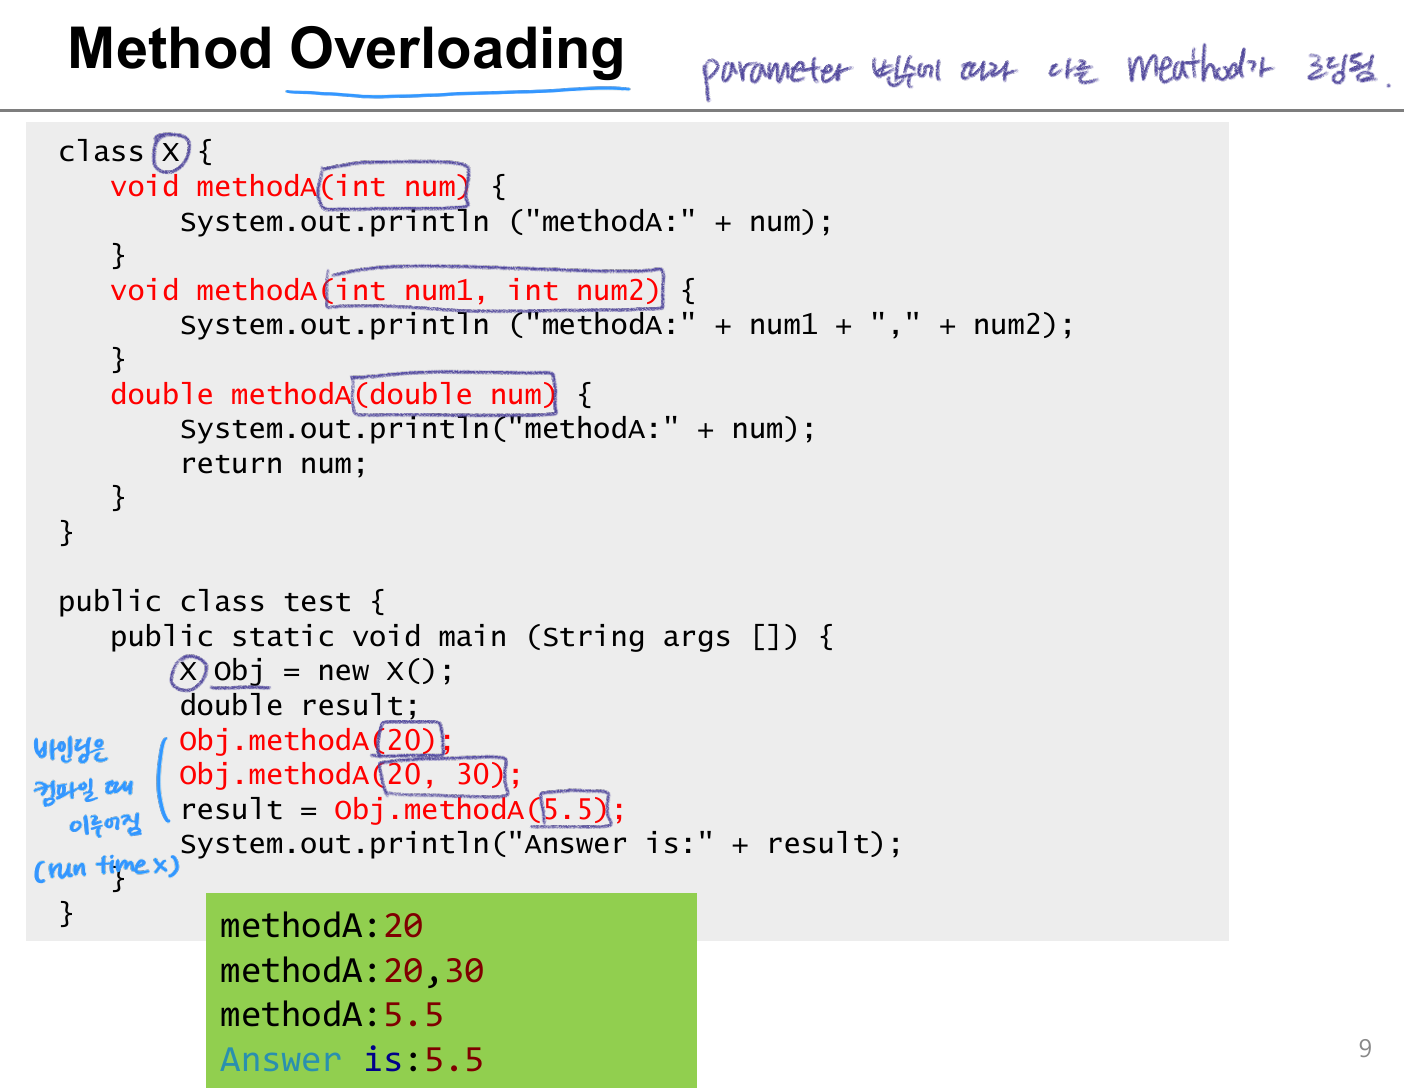 Method Overloading
parameter 변수에 따라 다른 meathod가 로딩됨.
class X {
void methodA(int num) {
System.out.println ("methodA:" + num);
}
void methodA(int num1, int num2) {
System.out.println ("methodA:" + num1 + "," + num2);
}
double methodA(double num) {
System.out.println("methodA:" + num);
return num;
}
}
public class test {
public static void main (String args []) {
X Obj = new X();
double result;
Obj.methodA(20);
Obj.methodA(20, 30);
result = Obj.methodA(5.5);
System.out.println("Answer is:" + result);
}
}
바인딩은
컴파일 때
이루어짐
(run time x)
methodA:20
methodA:20,30
methodA:5.5
Answer is:5.5
9